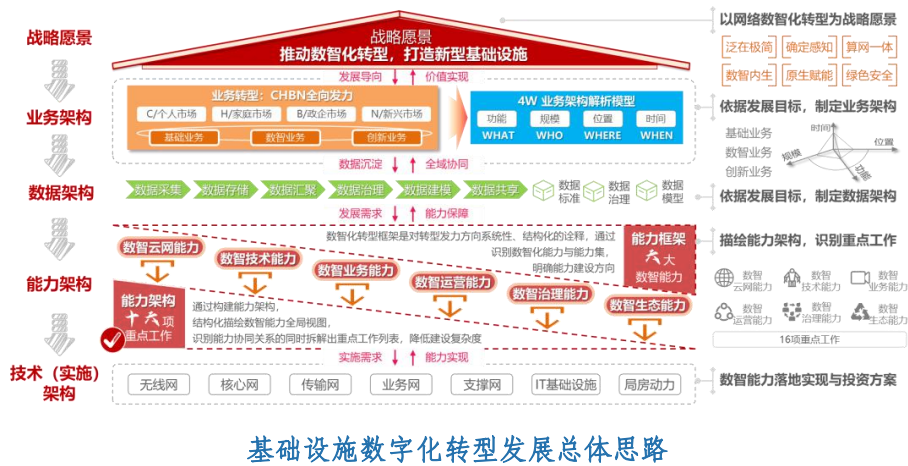 战略愿景
推动数智化转型，打造新型基础设施
战略愿景
以网络数智化转型为战略愿景
泛在极简 确定感知 算网一体
数智内生 原生赋能 绿色安全
发展导向 价值实现
业务架构
业务转型：CHBN全向发力
C/个人市场 H/家庭市场 B/政企市场 N/新兴市场
基础业务 数智业务 创新业务
4W 业务架构解析模型
功能 规模 位置 时间
WHAT WHO WHERE WHEN
依据发展目标，制定业务架构
基础业务
数智业务
创新业务
时间
位置
规模
功能
数据沉淀 全域协同
数据架构
数据采集 数据存储 数据汇聚 数据治理 数据建模 数据共享
数据标准
数据治理
数据模型
依据发展目标，制定数据架构
发展需求 能力保障
能力架构
数智化转型框架是对转型发力方向系统性、结构化的诠释，通过
识别数智化能力与能力集，
明确能力建设方向
能力框架
六大
数智能力
数智云网能力
数智技术能力
数智业务能力
数智运营能力
数智治理能力
数智生态能力
能力架构
十六项
重点工作
通过构建能力架构，
结构化描绘数智能力全局视图，
识别能力协同关系的同时拆解出重点工作列表，降低建设复杂度
描绘能力架构，识别重点工作
数智云网能力
数智技术能力
数智业务能力
数智运营能力
数智治理能力
数智生态能力
16项重点工作
实施需求 能力实现
技术（实施）
架构
无线网 核心网 传输网 业务网 支撑网 IT基础设施 局房动力
数智能力落地实现与投资方案
基础设施数字化转型发展总体思路